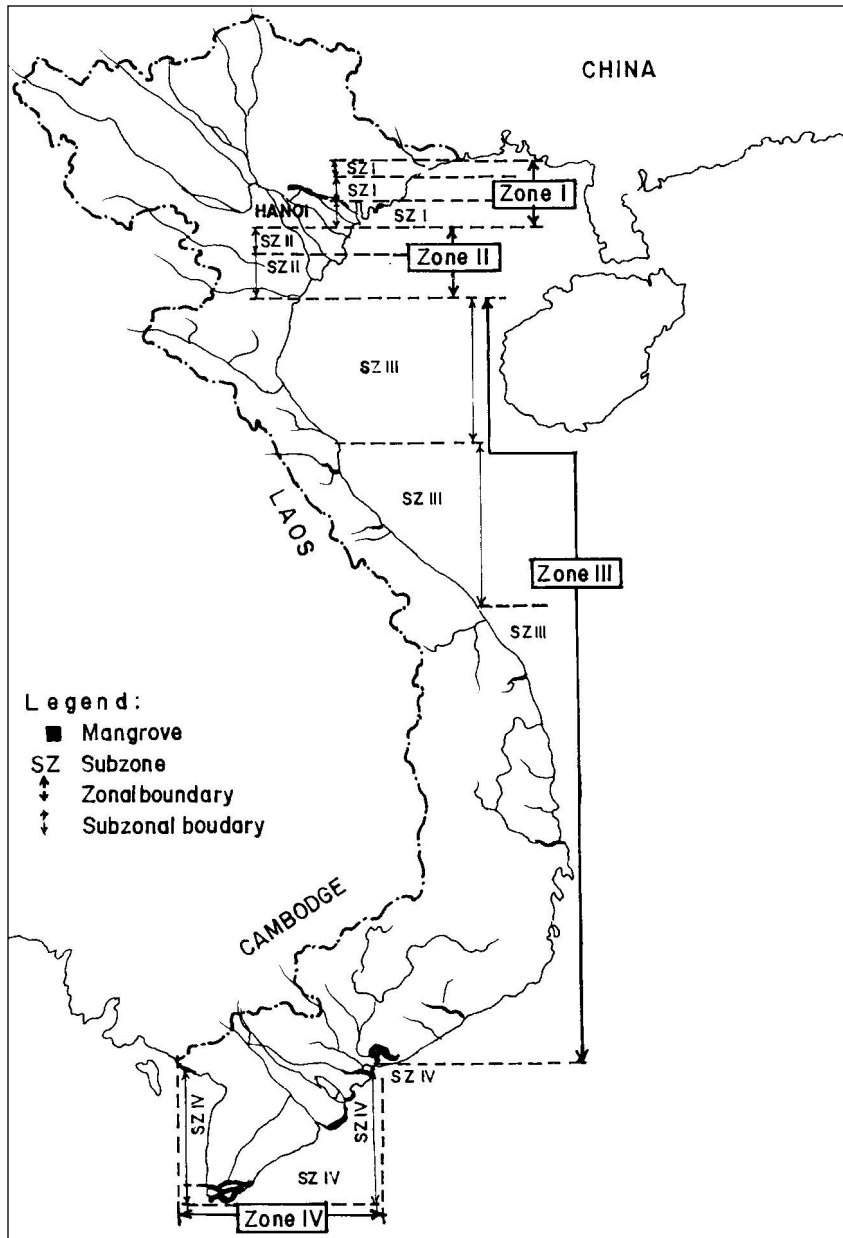 CHINA
SZ I
SZ I
Zone I
HANOI
SZ I
SZ II
Zone II
SZ II
SZ III
SZ III
LAOS
Zone III
SZ III
Legend:
Mangrove
SZ Subzone
Zonal boundary
Subzonal boudary
CAMBODGE
SZ IV
SZ IV
SZ IV
SZ IV
Zone IV